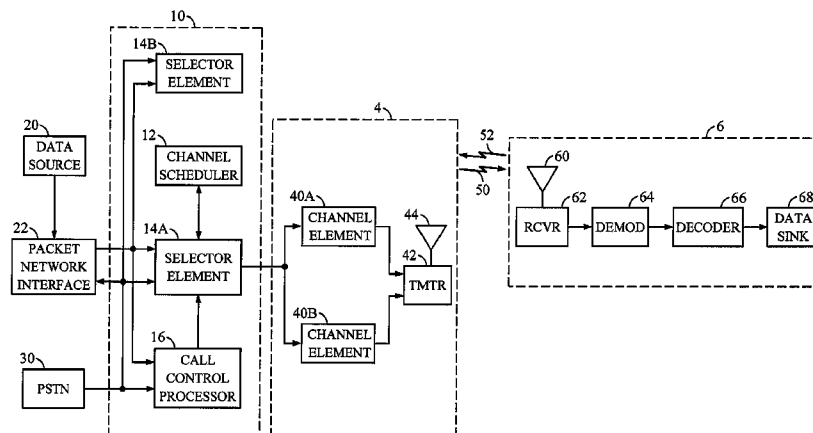 10
14B
SELECTOR
ELEMENT
4
20
DATA
SOURCE
12
CHANNEL
SCHEDULER
52
50
6
60
22
PACKET
NETWORK
INTERFACE
14A
SELECTOR
ELEMENT
40A
CHANNEL
ELEMENT
44
42
TMTR
RCVR
62
DEMOD
64
DECODER
66
DATA
SINK
68
30
PSTN
16
CALL
CONTROL
PROCESSOR
40B
CHANNEL
ELEMENT